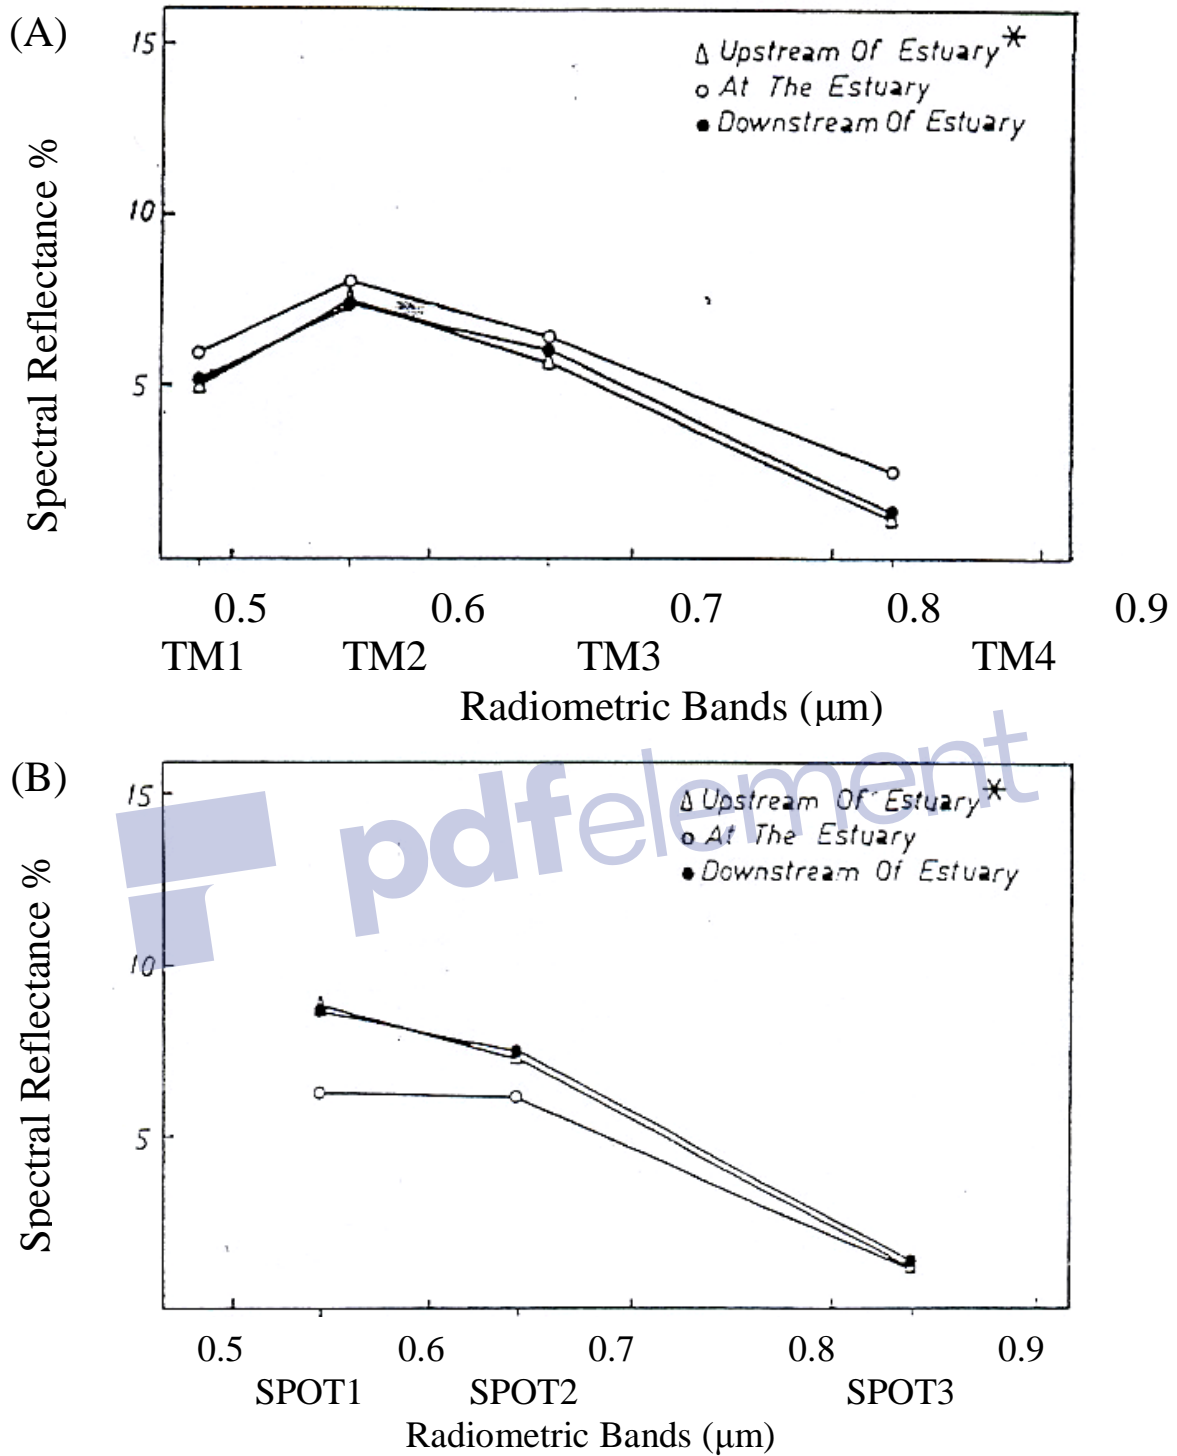 (A)
15
10
5
Spectral Reflectance %
Upstream Of Estuary*
At The Estuary
Downstream Of Estuary
0.5 0.6 0.7 0.8 0.9
TM1 TM2 TM3 TM4
Radiometric Bands (μm)
pdfelement
(B)
15
10
5
Spectral Reflectance %
Upstream Of Estuary*
At The Estuary
Downstream Of Estuary
0.5 0.6 0.7 0.8 0.9
SPOT1 SPOT2 SPOT3
Radiometric Bands (μm)